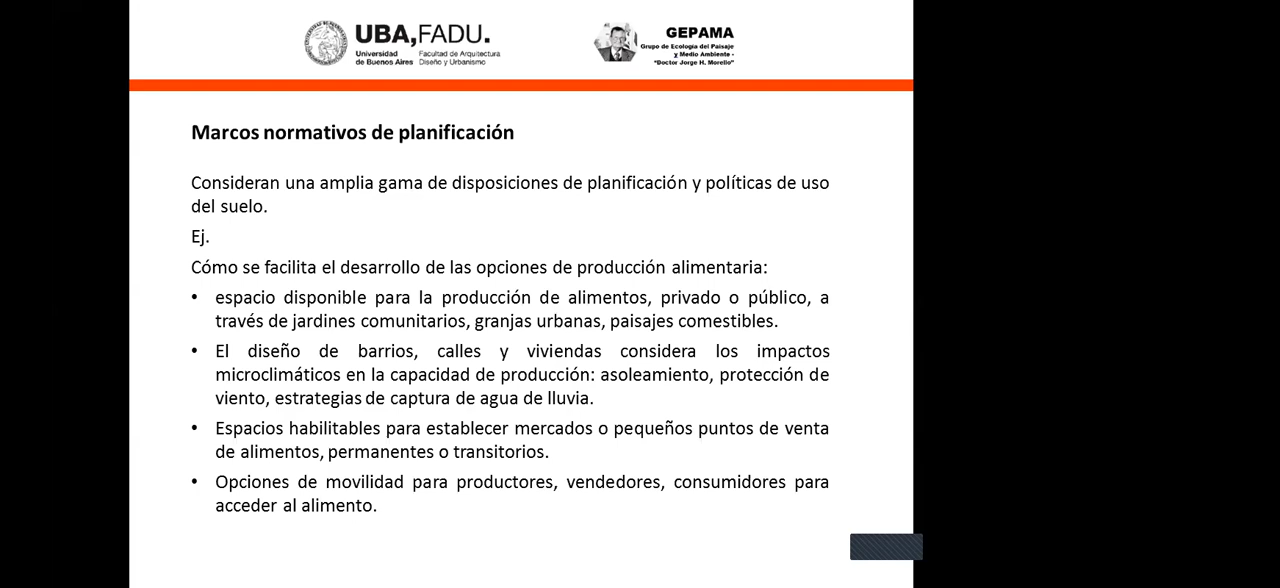 UBA,FADU.
Universidad
de Buenos Aires
Facultad de Arquitectura
Diseño y Urbanismo
GEPAMA
Grupo de Ecología del Paisaje
y Medio Ambiente -
"Doctor Jorge H. Morello"
Marcos normativos de planificación
Consideran una amplia gama de disposiciones de planificación y políticas de uso
del suelo.
Ej.
Cómo se facilita el desarrollo de las opciones de producción alimentaria:
• espacio disponible para la producción de alimentos, privado o público, a
través de jardines comunitarios, granjas urbanas, paisajes comestibles.
• El diseño de barrios, calles y viviendas considera los impactos
microclimáticos en la capacidad de producción: asoleamiento, protección de
viento, estrategias de captura de agua de lluvia.
• Espacios habilitables para establecer mercados o pequeños puntos de venta
de alimentos, permanentes o transitorios.
• Opciones de movilidad para productores, vendedores, consumidores para
acceder al alimento.